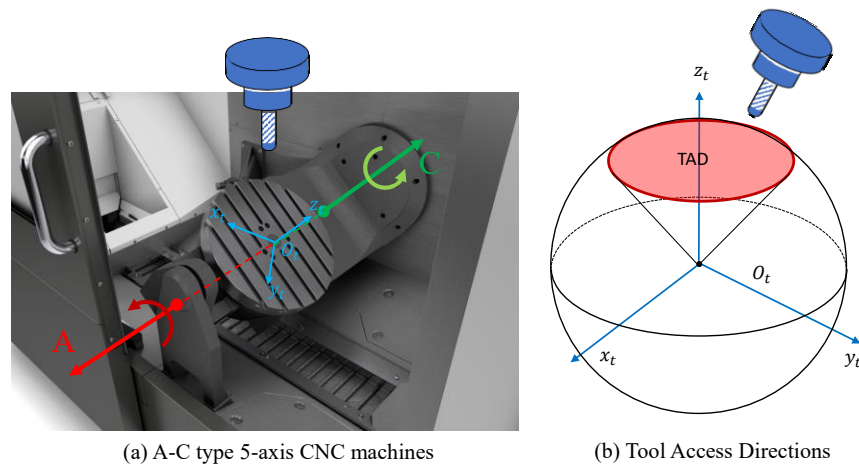 C
x_t
z_t
O_t
y_t
A
(a) A-C type 5-axis CNC machines
z_t
TAD
O_t
x_t
y_t
(b) Tool Access Directions